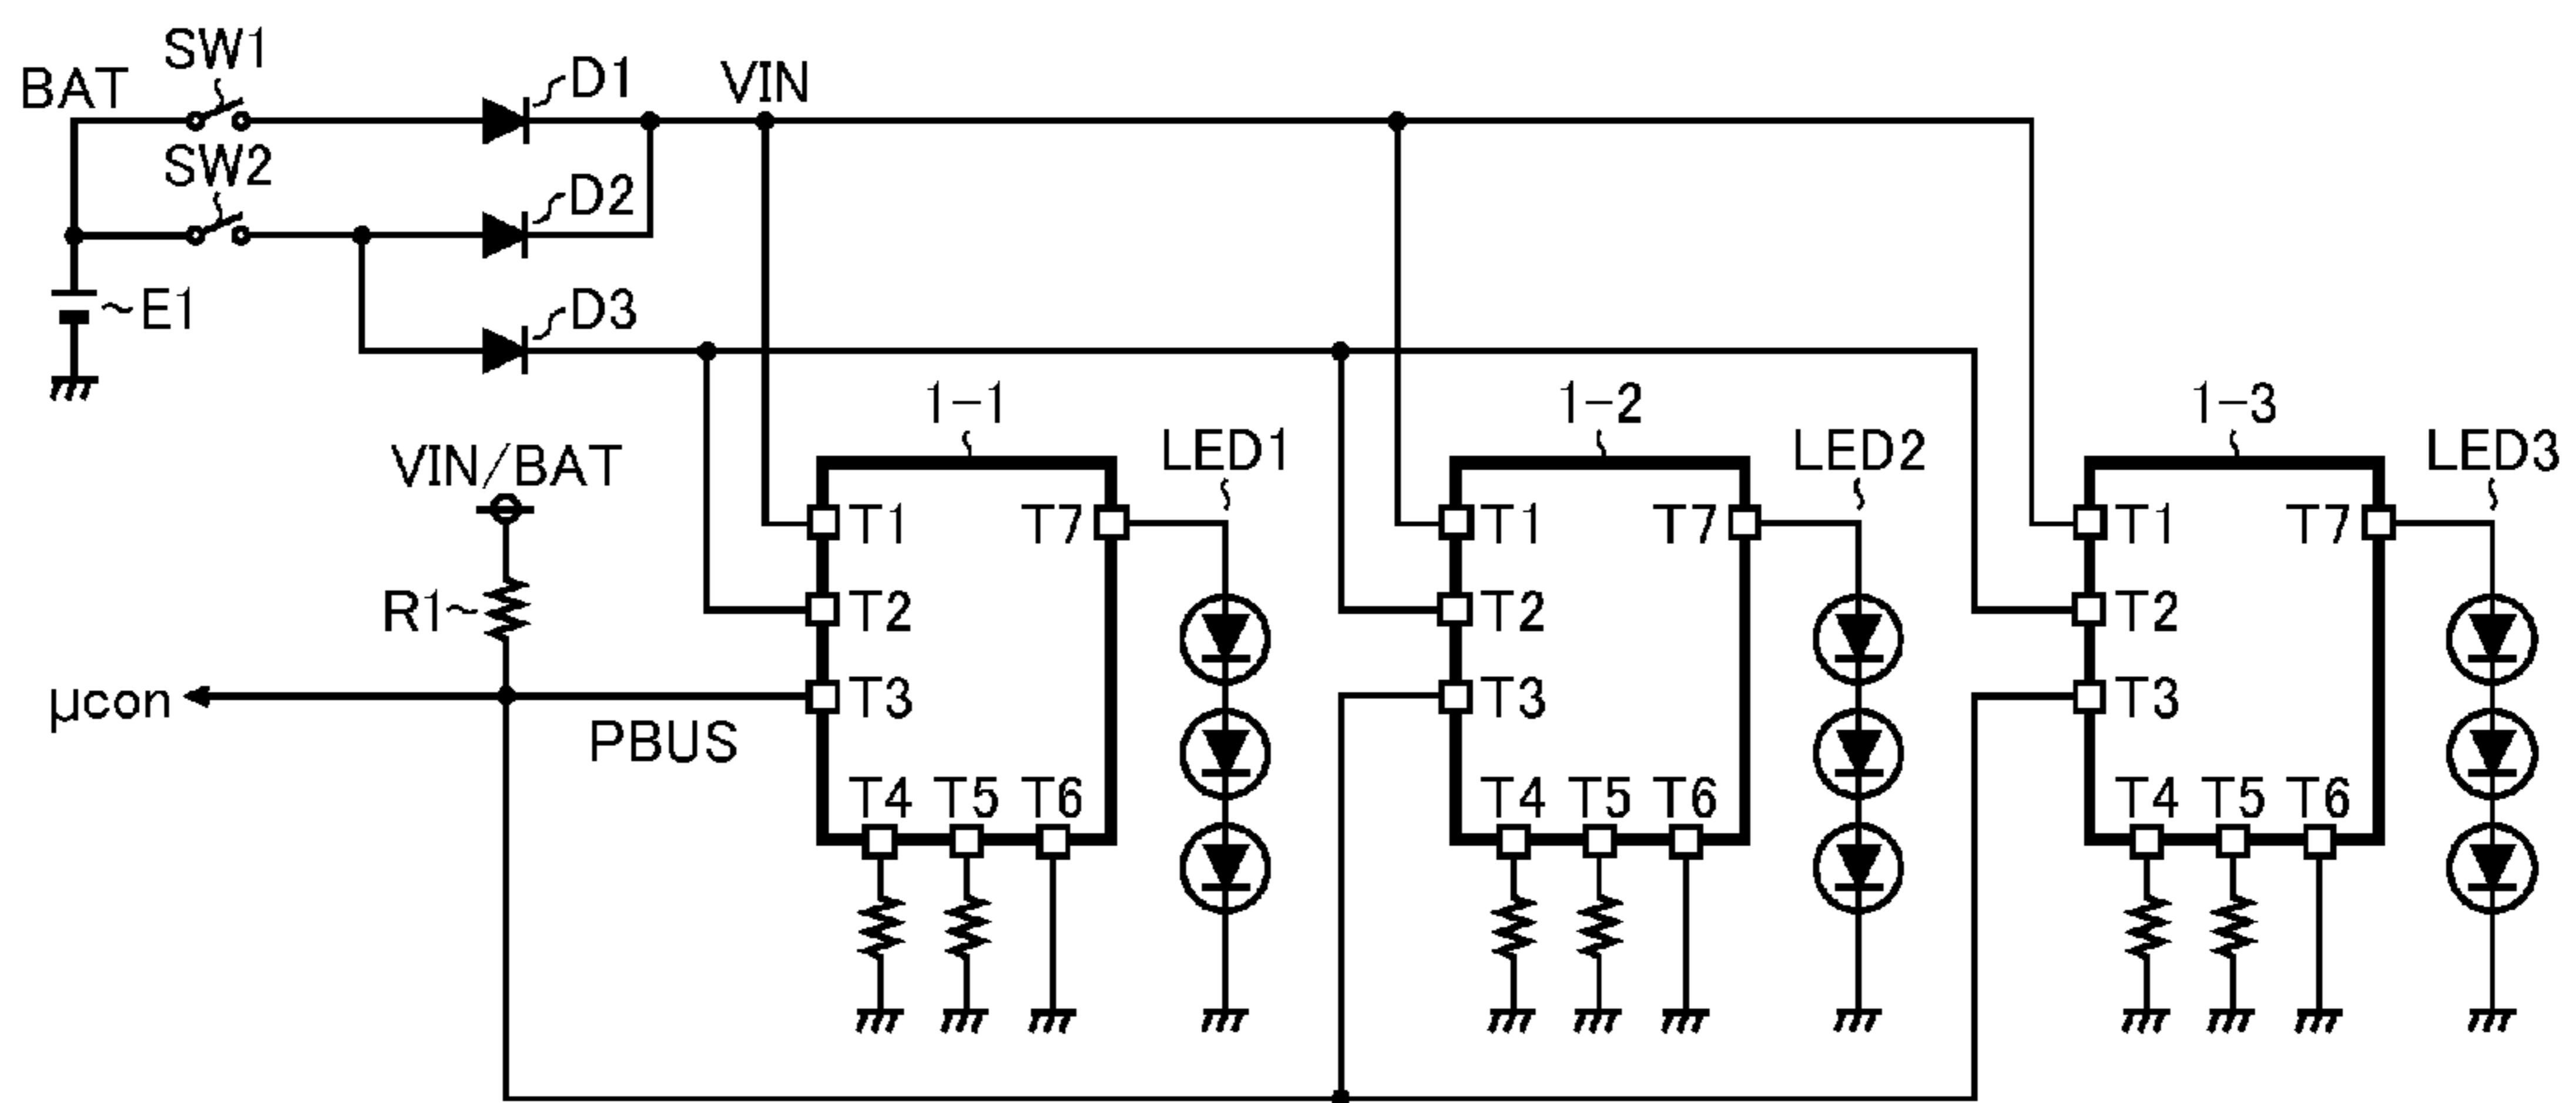 SW1
BAT
D1
VIN
SW2
D2
E1
D3
1-1
1-2
1-3
VIN/BAT
LED1
LED2
LED3
T1 T7
T1 T7
T1 T7
R1
T2
T2
T2
μcon
PBUS
T3
T3
T3
T4 T5 T6
T4 T5 T6
T4 T5 T6